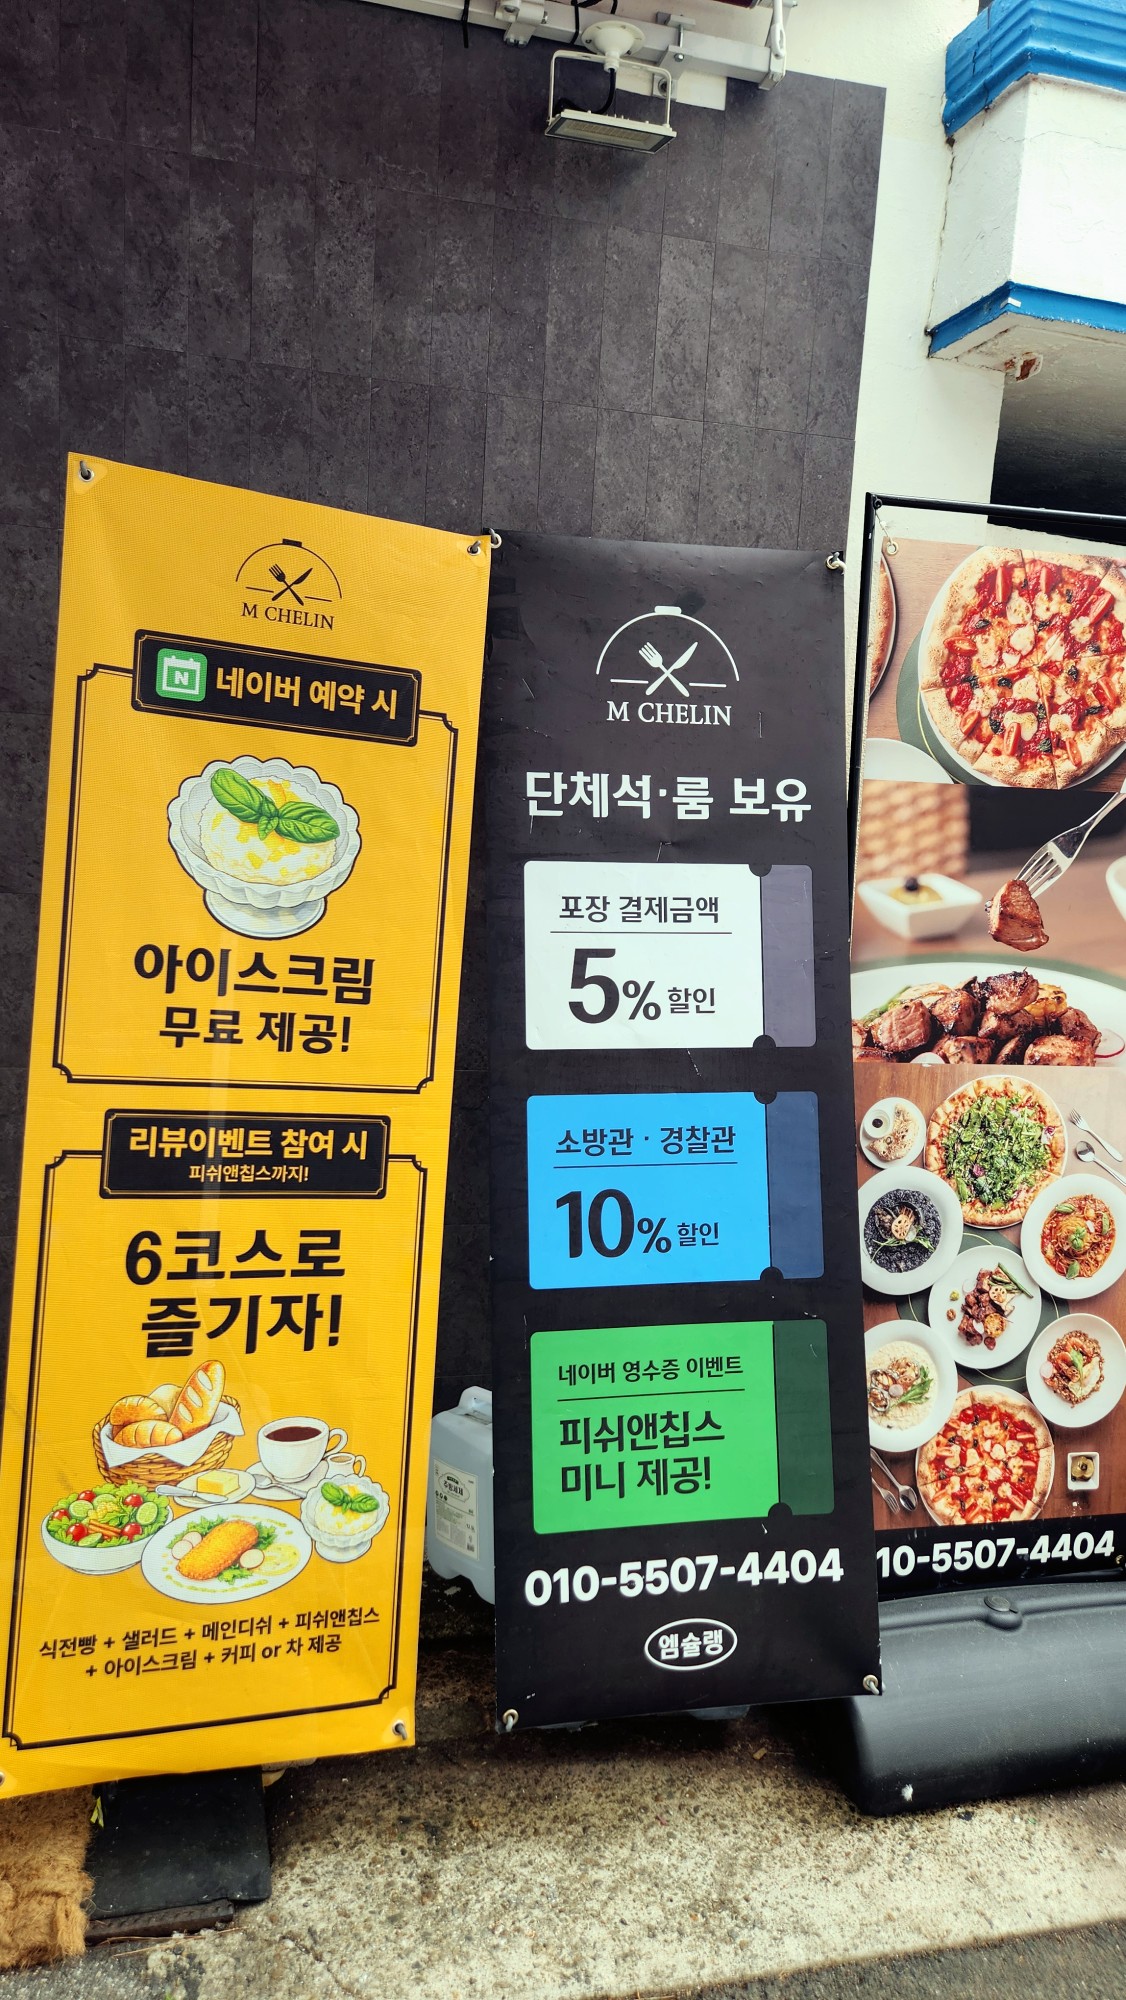 M CHELIN
N 네이버 예약 시
아이스크림
무료 제공!
리뷰이벤트 참여 시
피쉬앤칩스까지!
6코스로
즐기자!
식전빵 + 샐러드 + 메인디쉬 + 피쉬앤칩스
+ 아이스크림 + 커피 or 차 제공
M CHELIN
단체석·룸 보유
포장 결제금액
5% 할인
소방관 · 경찰관
10% 할인
네이버 영수증 이벤트
피쉬앤칩스
미니 제공!
010-5507-4404
엠슐랭
10-5507-4404